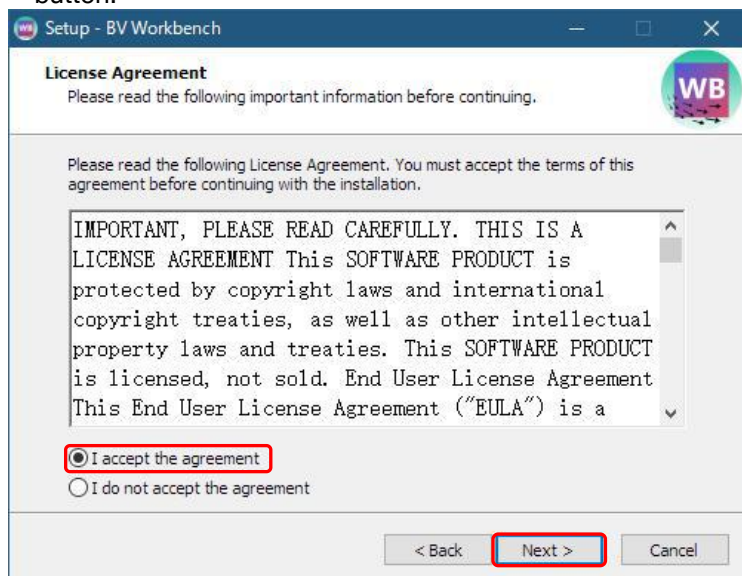 button.
Setup - BV Workbench
License Agreement
Please read the following important information before continuing.
WB
Please read the following License Agreement. You must accept the terms of this
agreement before continuing with the installation.
IMPORTANT, PLEASE READ CAREFULLY. THIS IS A
LICENSE AGREEMENT This SOFTWARE PRODUCT is
protected by copyright laws and international
copyright treaties, as well as other intellectual
property laws and treaties. This SOFTWARE PRODUCT
is licensed, not sold. End User License Agreement
This End User License Agreement ("EULA") is a
I accept the agreement
I do not accept the agreement
< Back Next > Cancel